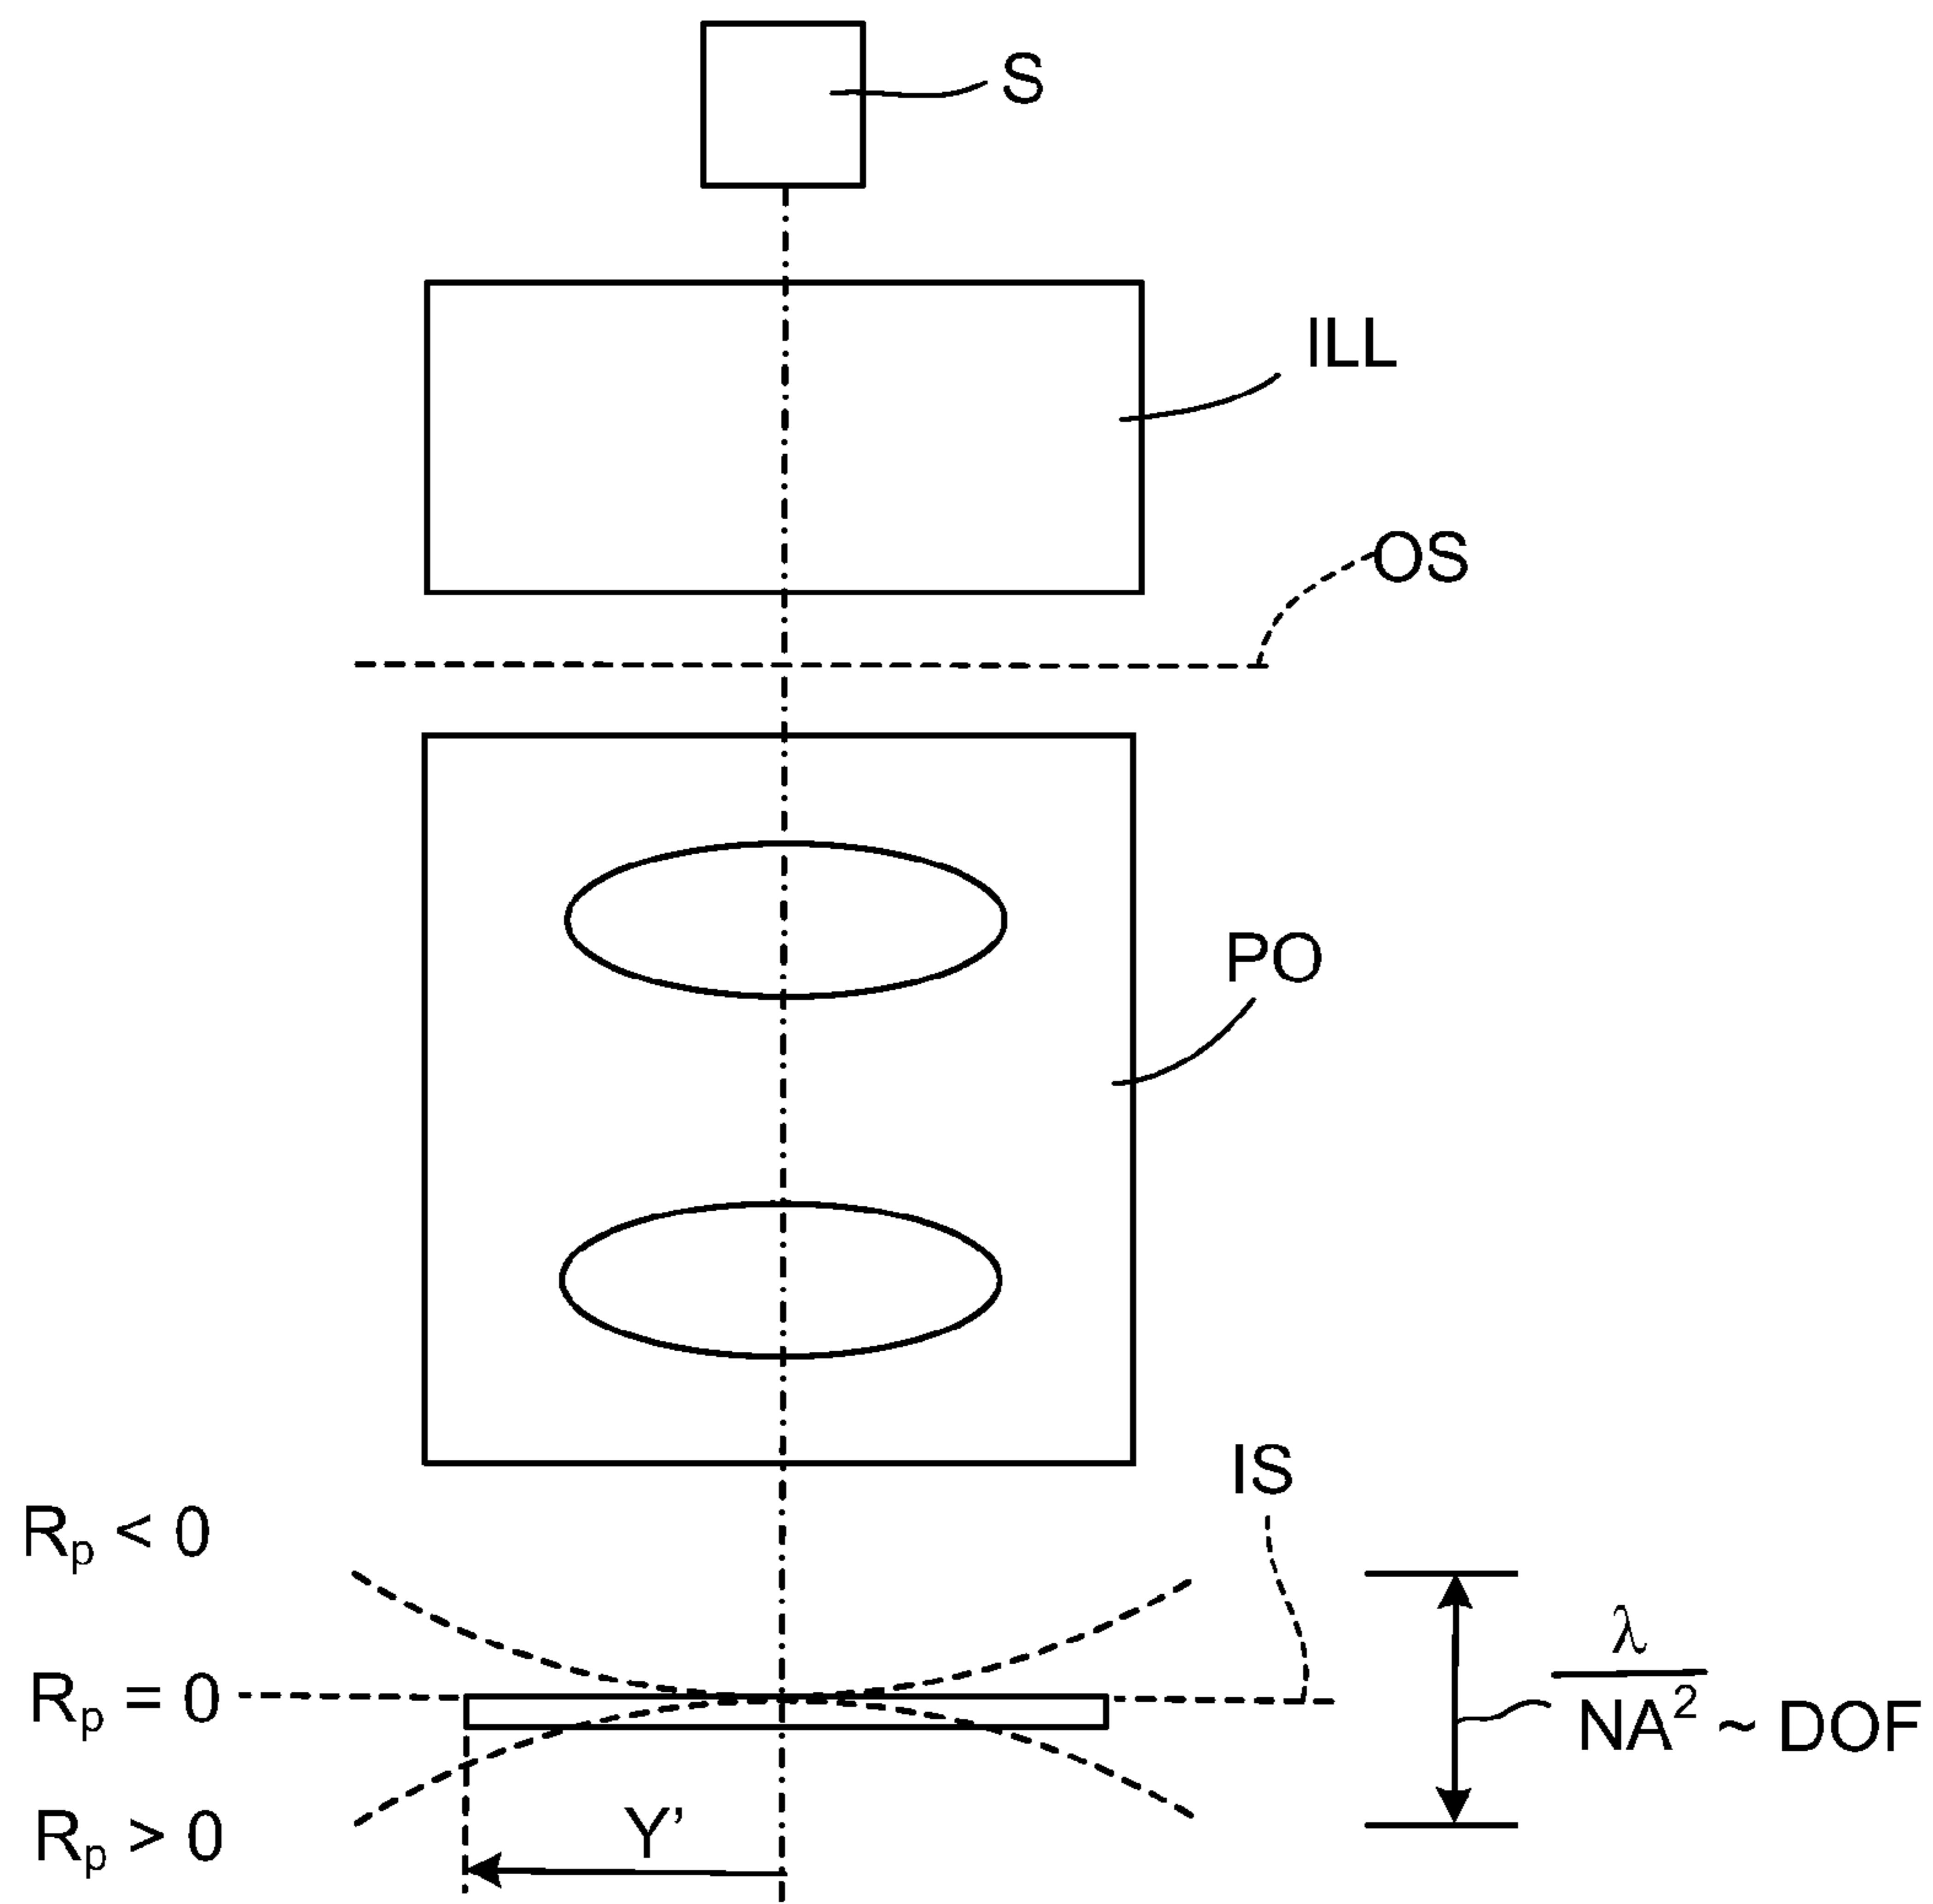 S
ILL
OS
PO
IS
Rp < 0
Rp = 0
Rp > 0
Y’
λ
NA² ~ DOF